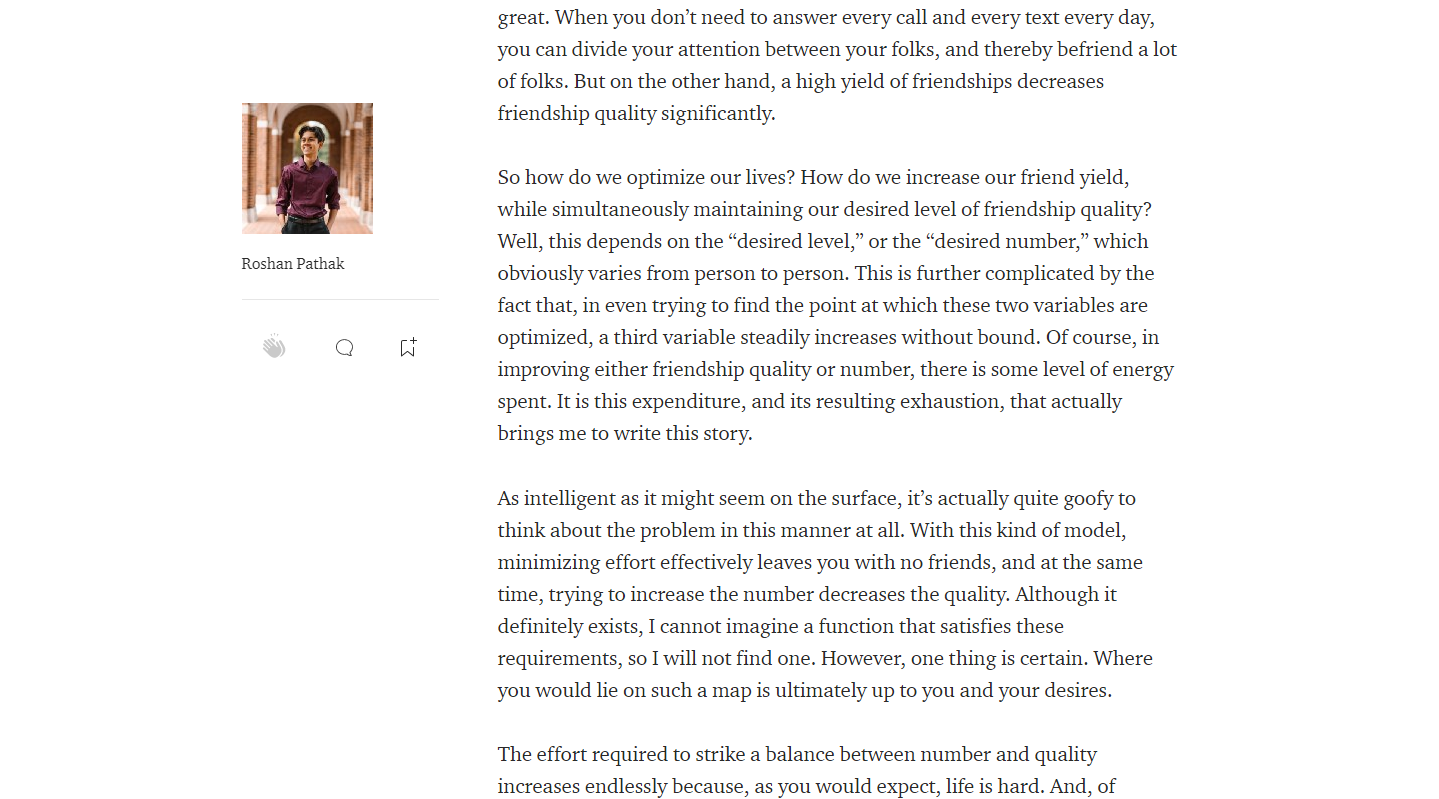 great. When you don’t need to answer every call and every text every day,
you can divide your attention between your folks, and thereby befriend a lot
of folks. But on the other hand, a high yield of friendships decreases
friendship quality significantly.
Roshan Pathak
So how do we optimize our lives? How do we increase our friend yield,
while simultaneously maintaining our desired level of friendship quality?
Well, this depends on the “desired level,” or the “desired number,” which
obviously varies from person to person. This is further complicated by the
fact that, in even trying to find the point at which these two variables are
optimized, a third variable steadily increases without bound. Of course, in
improving either friendship quality or number, there is some level of energy
spent. It is this expenditure, and its resulting exhaustion, that actually
brings me to write this story.
As intelligent as it might seem on the surface, it’s actually quite goofy to
think about the problem in this manner at all. With this kind of model,
minimizing effort effectively leaves you with no friends, and at the same
time, trying to increase the number decreases the quality. Although it
definitely exists, I cannot imagine a function that satisfies these
requirements, so I will not find one. However, one thing is certain. Where
you would lie on such a map is ultimately up to you and your desires.
The effort required to strike a balance between number and quality
increases endlessly because, as you would expect, life is hard. And, of